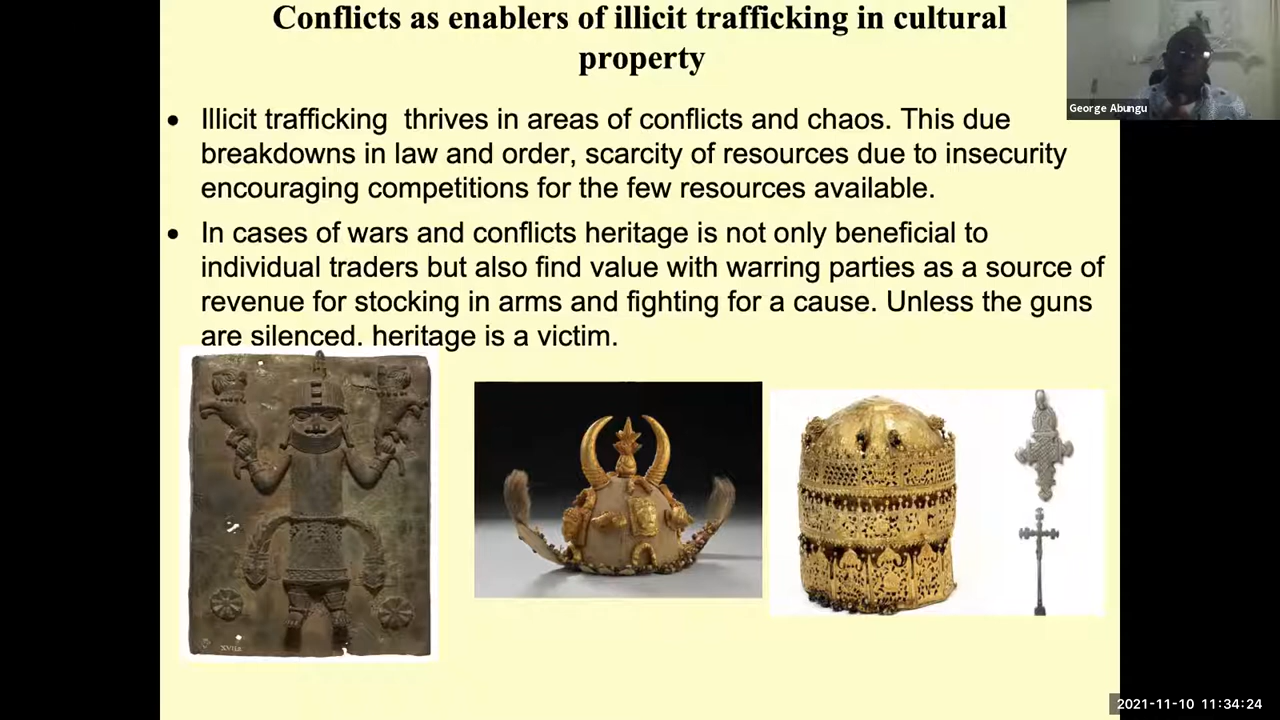 Conflicts as enablers of illicit trafficking in cultural
property
George Abungu
• Illicit trafficking thrives in areas of conflicts and chaos. This due
breakdowns in law and order, scarcity of resources due to insecurity
encouraging competitions for the few resources available.
• In cases of wars and conflicts heritage is not only beneficial to
individual traders but also find value with warring parties as a source of
revenue for stocking in arms and fighting for a cause. Unless the guns
are silenced. heritage is a victim.
2021-11-10 11:34:24